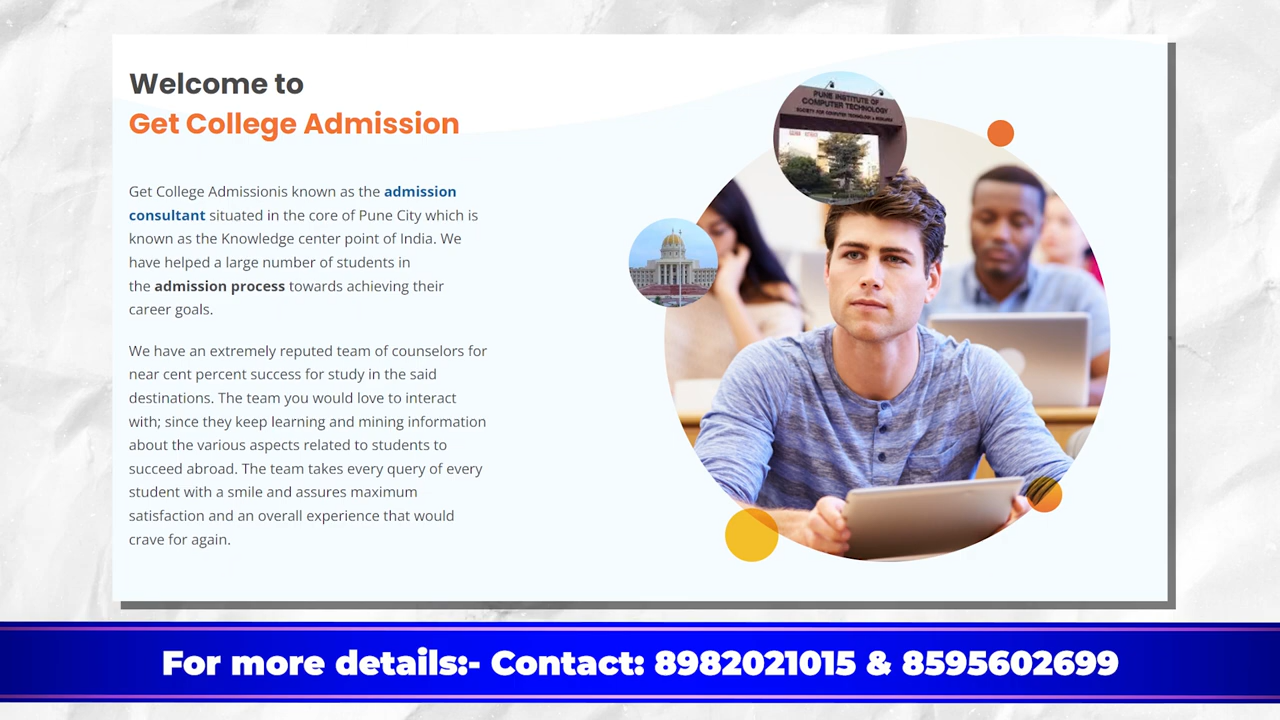 Welcome to
Get College Admission
Get College Admissionis known as the admission
consultant situated in the core of Pune City which is
known as the Knowledge center point of India. We
have helped a large number of students in
the admission process towards achieving their
career goals.
We have an extremely reputed team of counselors for
near cent percent success for study in the said
destinations. The team you would love to interact
with; since they keep learning and mining information
about the various aspects related to students to
succeed abroad. The team takes every query of every
student with a smile and assures maximum
satisfaction and an overall experience that would
crave for again.
PUNE INSTITUTE OF
COMPUTER TECHNOLOGY
SOCIETY FOR COMPUTER TECHNOLOGY & RESEARCH
For more details:- Contact: 8982021015 & 8595602699